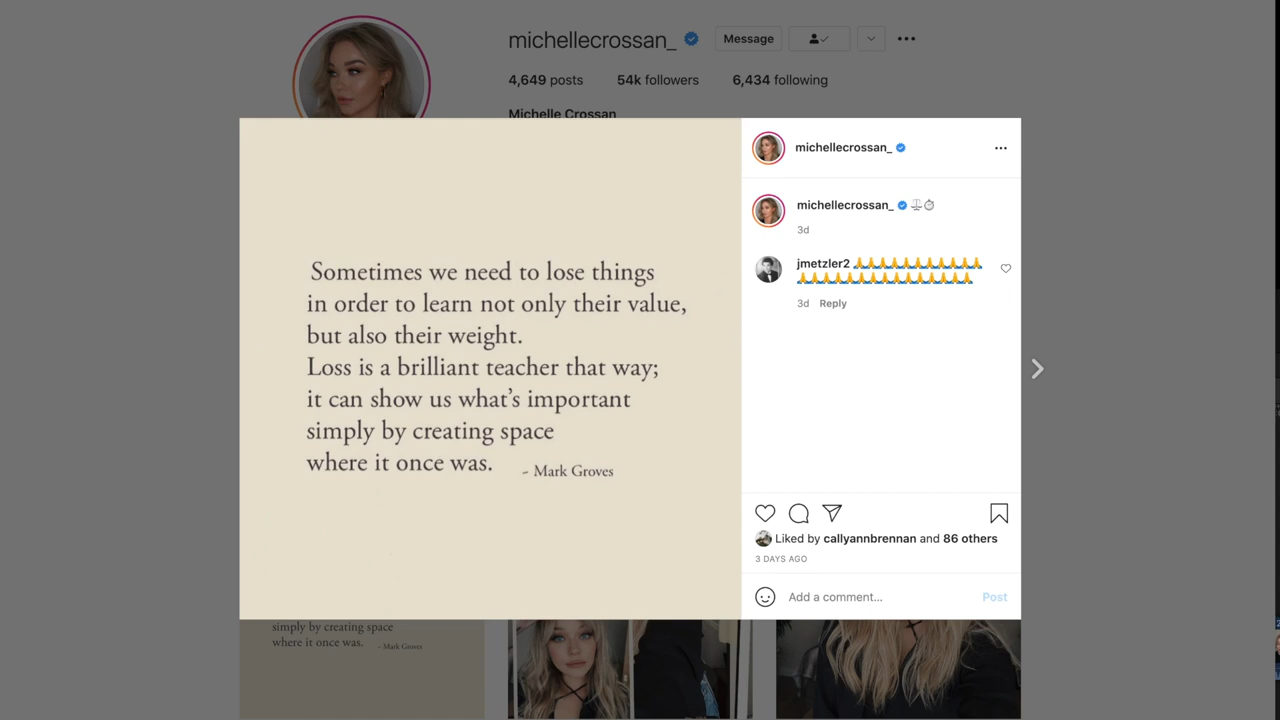 michellecrossan_
Message
4,649 posts 54k followers 6,434 following
Michelle Crossan
Sometimes we need to lose things
in order to learn not only their value,
but also their weight.
Loss is a brilliant teacher that way;
it can show us what’s important
simply by creating space
where it once was.
~ Mark Groves
michellecrossan_
michellecrossan_
3d
jmetzler2 🙏🙏🙏🙏🙏🙏🙏🙏🙏🙏🙏
🙏🙏🙏🙏🙏🙏🙏🙏🙏🙏🙏🙏🙏🙏🙏
3d Reply
Liked by callyannbrennan and 86 others
3 DAYS AGO
Add a comment...
Post
simply by creating space
where it once was.
~ Mark Groves